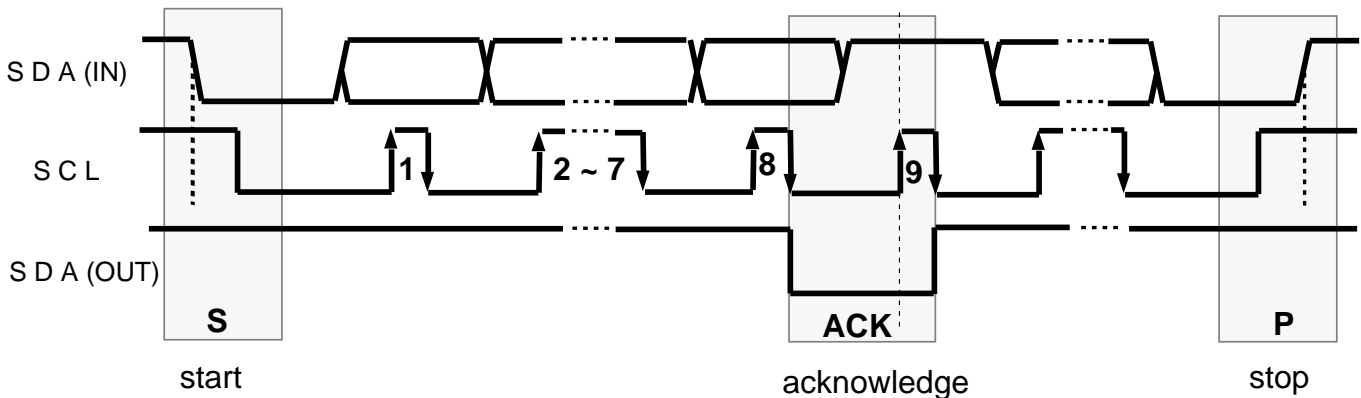 S D A (IN)
S C L
1
2 ~ 7
8
9
S D A (OUT)
S
ACK
P
start
acknowledge
stop